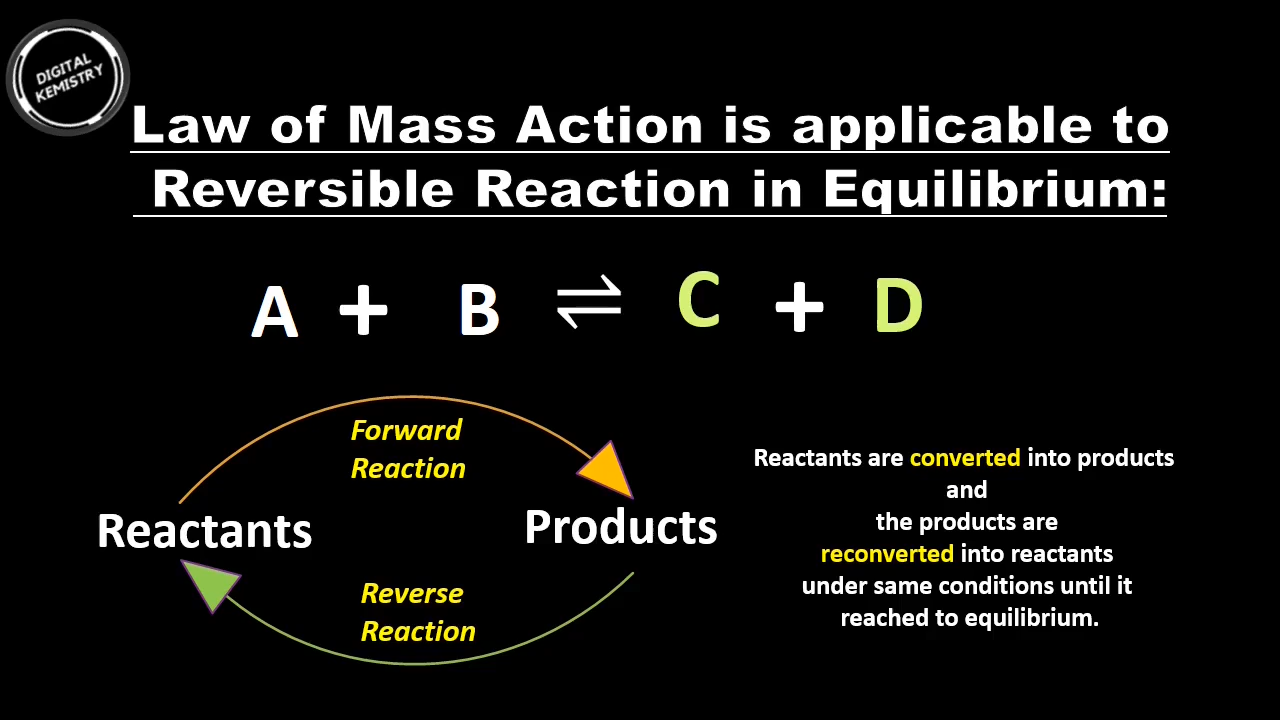 DIGITAL
KEMISTRY
Law of Mass Action is applicable to
Reversible Reaction in Equilibrium:
A + B ⇌ C + D
Forward
Reaction
Reactants
Products
Reverse
Reaction
Reactants are converted into products
and
the products are
reconverted into reactants
under same conditions until it
reached to equilibrium.